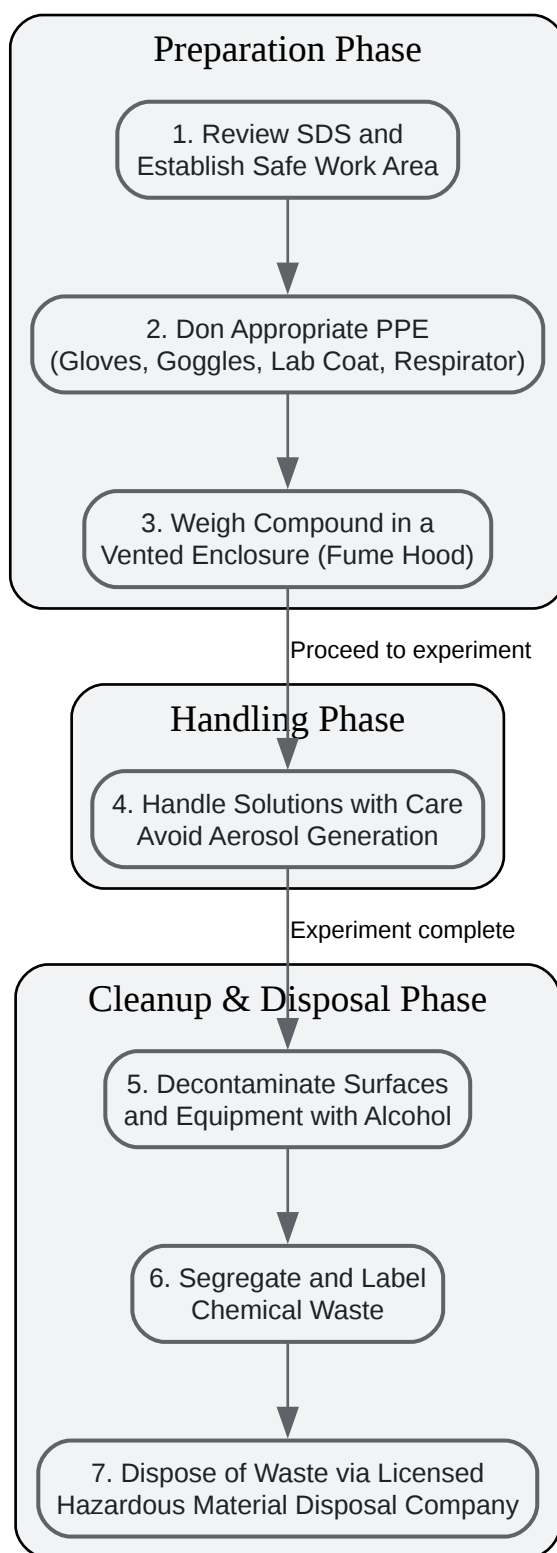 Preparation Phase
1. Review SDS and
Establish Safe Work Area
2. Don Appropriate PPE
(Gloves, Goggles, Lab Coat, Respirator)
3. Weigh Compound in a
Vented Enclosure (Fume Hood)
Proceed to experiment
Handling Phase
4. Handle Solutions with Care
Avoid Aerosol Generation
Experiment complete
Cleanup & Disposal Phase
5. Decontaminate Surfaces
and Equipment with Alcohol
6. Segregate and Label
Chemical Waste
7. Dispose of Waste via Licensed
Hazardous Material Disposal Company